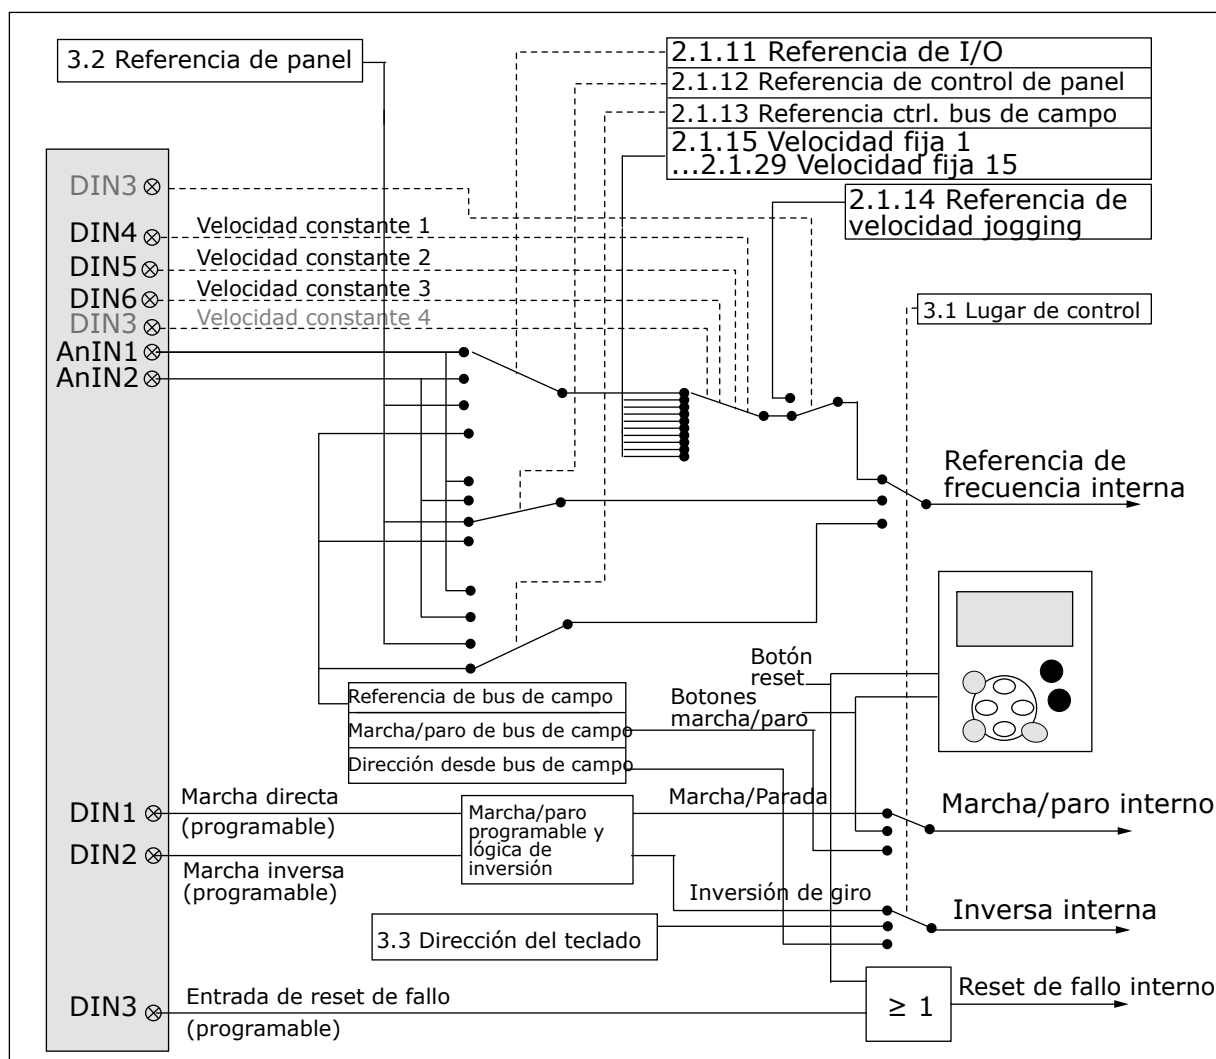 3.2 Referencia de panel
2.1.11 Referencia de I/O
2.1.12 Referencia de control de panel
2.1.13 Referencia ctrl. bus de campo
2.1.15 Velocidad fija 1
...2.1.29 Velocidad fija 15
2.1.14 Referencia de
velocidad jogging
3.1 Lugar de control
DIN3
DIN4
Velocidad constante 1
DIN5
Velocidad constante 2
DIN6
Velocidad constante 3
DIN3
Velocidad constante 4
AnIN1
AnIN2
Referencia de
frecuencia interna
Botón
reset
Botones
marcha/paro
Referencia de bus de campo
Marcha/paro de bus de campo
Dirección desde bus de campo
DIN1
Marcha directa
(programable)
DIN2
Marcha inversa
(programable)
Marcha/paro
programable y
lógica de
inversión
Marcha/Parada
Marcha/paro interno
Inversión de giro
Inversa interna
3.3 Dirección del teclado
DIN3
Entrada de reset de fallo
(programable)
≥ 1
Reset de fallo interno